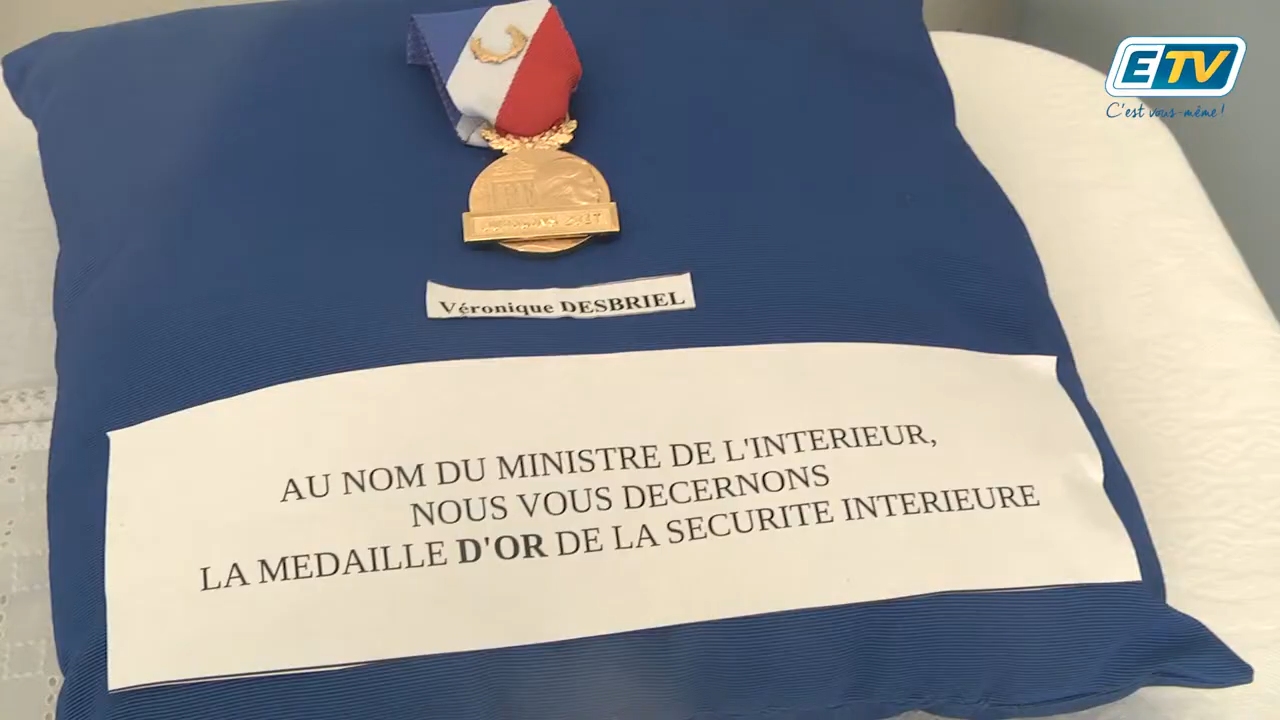 ETV
C'est vous-même!
Véronique DESBRIEL
AU NOM DU MINISTRE DE L'INTERIEUR,
NOUS VOUS DECERNONS
LA MEDAILLE D'OR DE LA SECURITE INTERIEURE